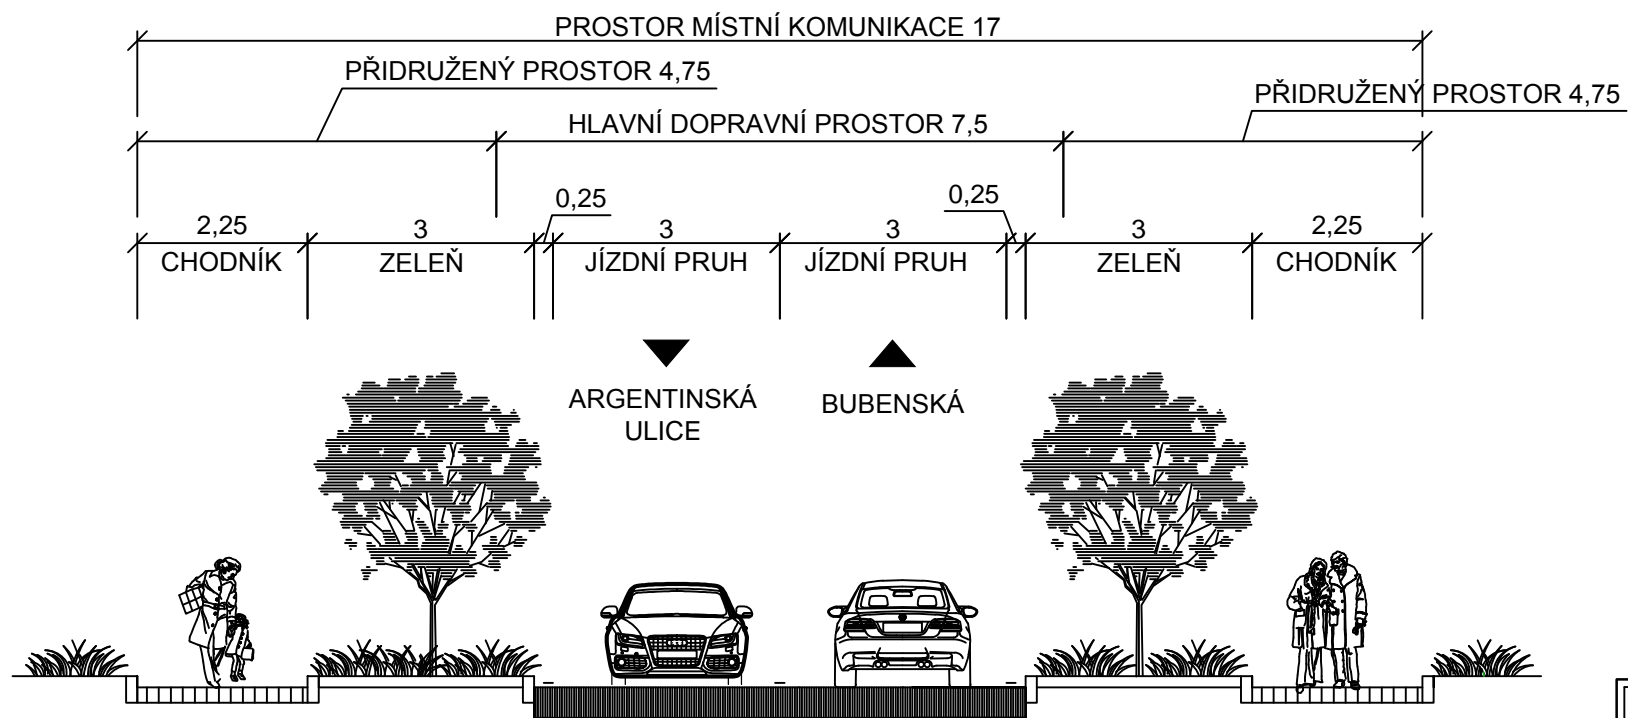 PROSTOR MÍSTNÍ KOMUNIKACE 17
PŘIDRUŽENÝ PROSTOR 4,75
PŘIDRUŽENÝ PROSTOR 4,75
HLAVNÍ DOPRAVNÍ PROSTOR 7,5
0,25
0,25
2,25
3
3
3
3
2,25
CHODNÍK
ZELEŇ
JÍZDNÍ PRUH
JÍZDNÍ PRUH
ZELEŇ
CHODNÍK
ARGENTINSKÁ
ULICE
BUBENSKÁ